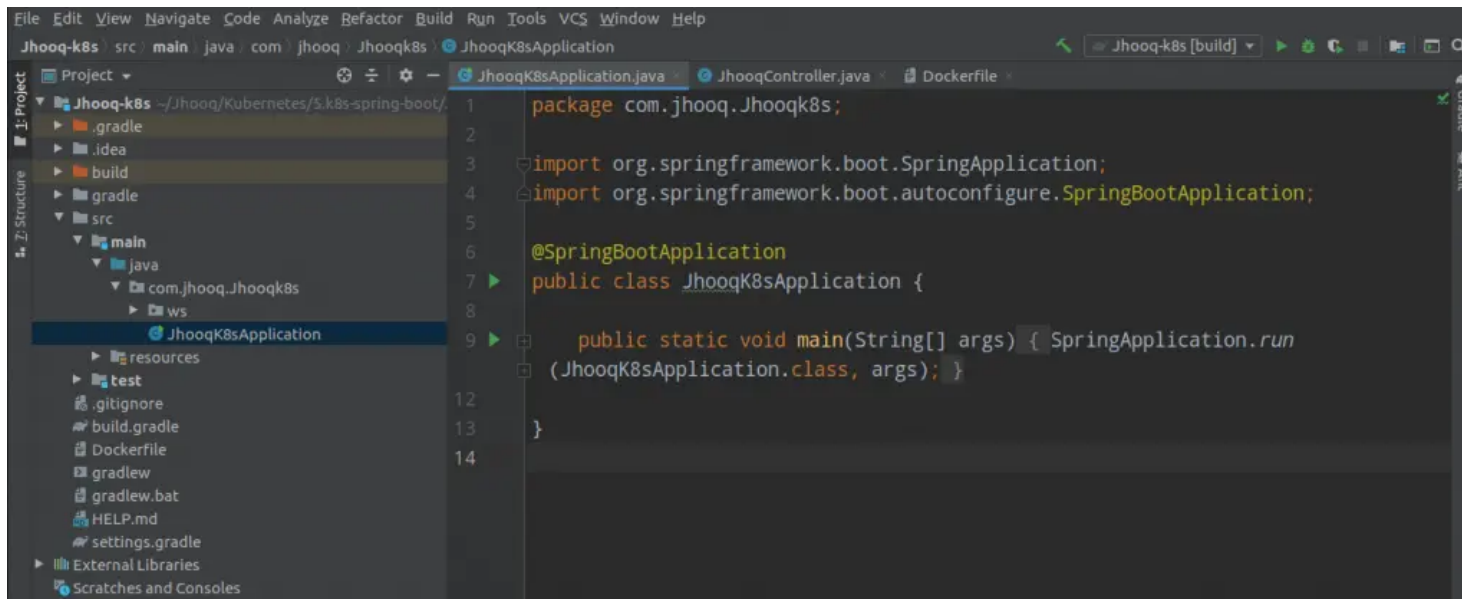 File Edit View Navigate Code Analyze Refactor Build Run Tools VCS Window Help
Jhooq-k8s src main java com jhooq Jhooqk8s JhooqK8sApplication
Jhooq-k8s [build]
1: Project
7: Structure
Project
Jhooq-k8s ~/Jhooq/Kubernetes/5.k8s-spring-boot/
.gradle
.idea
build
gradle
src
main
java
com.jhooq.Jhooqk8s
ws
JhooqK8sApplication
resources
test
.gitignore
build.gradle
Dockerfile
gradlew
gradlew.bat
HELP.md
settings.gradle
External Libraries
Scratches and Consoles
JhooqK8sApplication.java JhooqController.java Dockerfile
1 package com.jhooq.Jhooqk8s;
2
3 import org.springframework.boot.SpringApplication;
4 import org.springframework.boot.autoconfigure.SpringBootApplication;
5
6 @SpringBootApplication
7 public class JhooqK8sApplication {
8
9 public static void main(String[] args) { SpringApplication.run
(JhooqK8sApplication.class, args); }
12
13 }
14